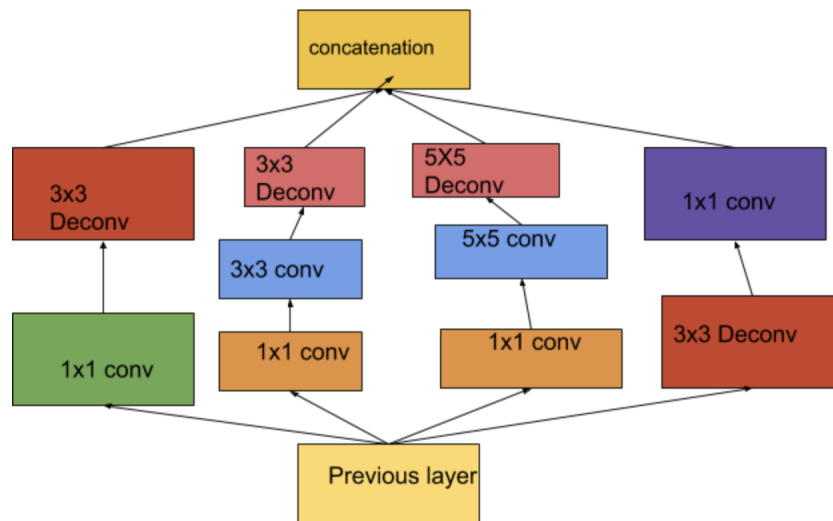 concatenation
3x3
Deconv
3x3
Deconv
5X5
Deconv
1x1 conv
3x3 conv
5x5 conv
1x1 conv
1x1 conv
1x1 conv
3x3 Deconv
Previous layer